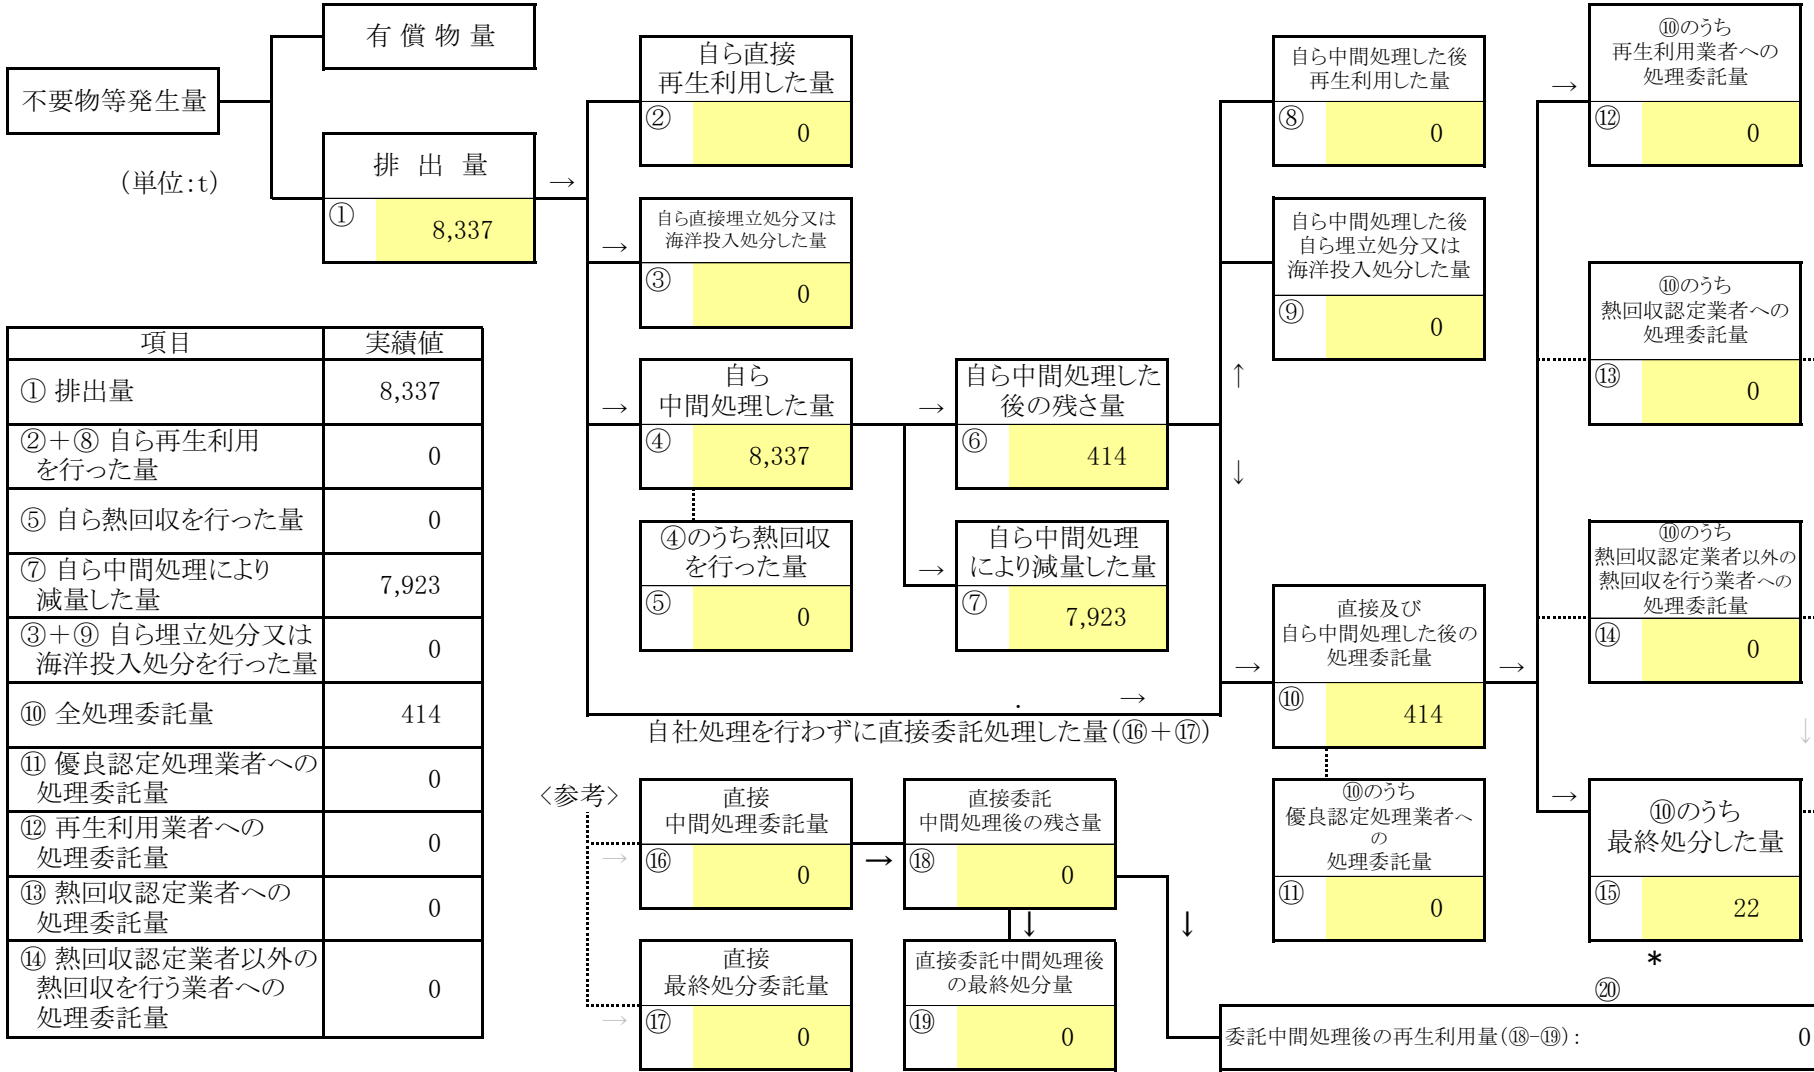 有 償 物 量
不要物等発生量
(単位:t)
排 出 量
→
①
8,337
自ら直接
再生利用した量
②
0
→
自ら直接埋立処分又は
海洋投入処分した量
③
0
→
自ら
中間処理した量
④
8,337
④のうち熱回収
を行った量
⑤
0
→
自ら中間処理した
後の残さ量
⑥
414
→
自ら中間処理
により減量した量
⑦
7,923
↑
↓
自ら中間処理した後
再生利用した量
⑧
0
自ら中間処理した後
自ら埋立処分又は
海洋投入処分した量
⑨
0
→
直接及び
自ら中間処理した後の
処理委託量
⑩
414
→
⑩のうち
優良認定処理業者へ
の
処理委託量
⑪
0
→
⑩のうち
再生利用業者への
処理委託量
⑫
0
⑩のうち
熱回収認定業者への
処理委託量
⑬
0
⑩のうち
熱回収認定業者以外の
熱回収を行う業者への
処理委託量
⑭
0
↓
→
⑩のうち
最終処分した量
⑮
22
*
. →
自社処理を行わずに直接委託処理した量(⑯+⑰)
項目 実績値
① 排出量 8,337
②+⑧ 自ら再生利用
を行った量 0
⑤ 自ら熱回収を行った量 0
⑦ 自ら中間処理により
減量した量 7,923
③+⑨ 自ら埋立処分又は
海洋投入処分を行った量 0
⑩ 全処理委託量 414
⑪ 優良認定処理業者への
処理委託量 0
⑫ 再生利用業者への
処理委託量 0
⑬ 熱回収認定業者への
処理委託量 0
⑭ 熱回収認定業者以外の
熱回収を行う業者への
処理委託量 0
<参考>
→
直接
中間処理委託量
⑯
0
→
直接委託
中間処理後の残さ量
⑱
0
↓
↓
→
直接
最終処分委託量
⑰
0
直接委託中間処理後
の最終処分量
⑲
0
⑳
委託中間処理後の再生利用量(⑱-⑲): 0